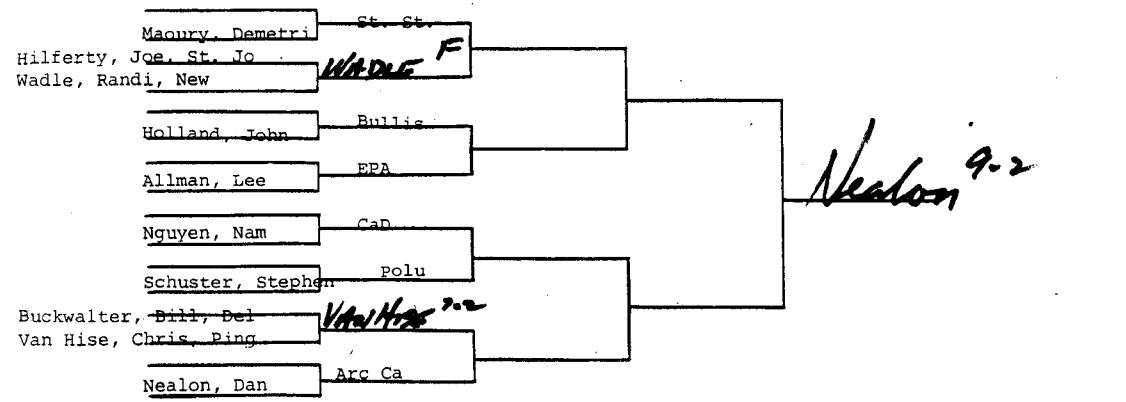 Maoury, Demetri St. St.
Hilferty, Joe, St. Jo
Wadle, Randi, New WADLE F
Holland, John Bullis
Allman, Lee EPA
Nealon 9-2
Nguyen, Nam CaD
Schuster, Stephen Polu
Buckwalter, Bill, Del
Van Hise, Chris, Ping VAN HISE 9-2
Nealon, Dan Arc Ca